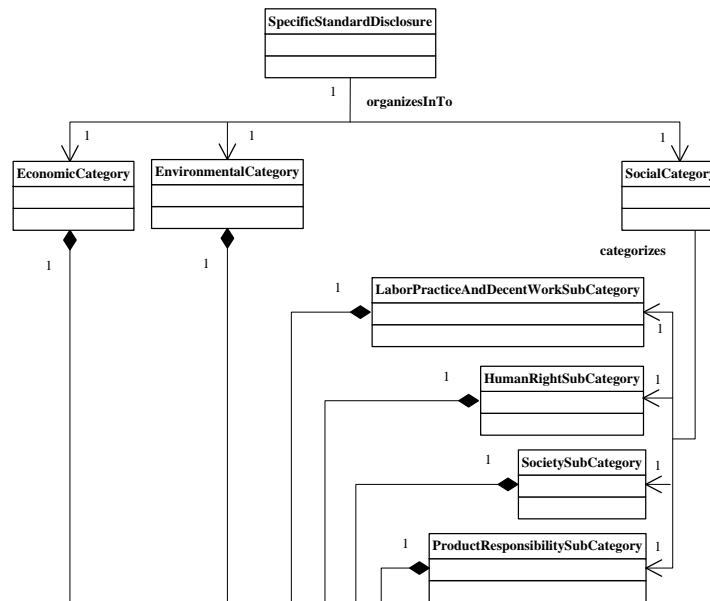 SpecificStandardDisclosure
1
organizesInTo
1
1
1
EconomicCategory
EnvironmentalCategory
SocialCategory
1
1
categorizes
1
LaborPracticeAndDecentWorkSubCategory
1
1
HumanRightSubCategory
1
1
SocietySubCategory
1
1
ProductResponsibilitySubCategory
1